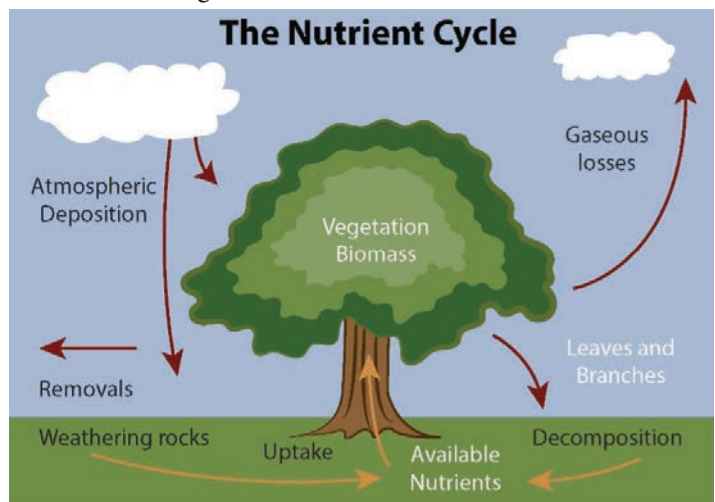 The Nutrient Cycle
Gaseous
losses
Atmospheric
Deposition
Vegetation
Biomass
Leaves and
Branches
Removals
Weathering rocks
Uptake
Decomposition
Available
Nutrients